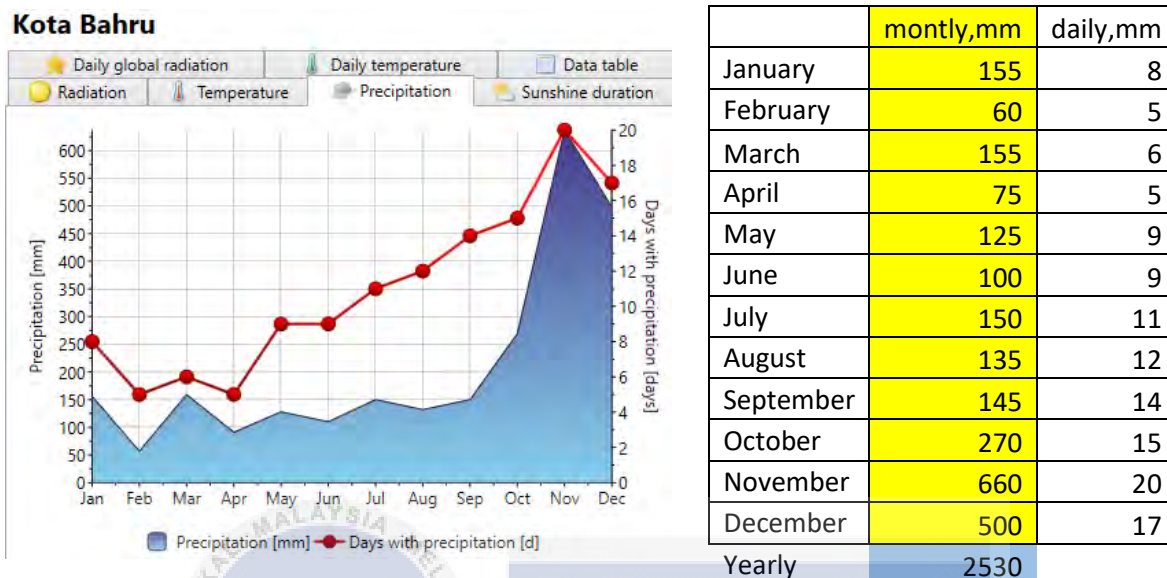 Kota Bahru
Daily global radiation Daily temperature Data table
Radiation Temperature Precipitation Sunshine duration
Precipitation [mm]
600
550
500
450
400
350
300
250
200
150
100
50
0
20
18
16
14
12
10
8
6
4
2
0
Days with precipitation [days]
Jan Feb Mar Apr May Jun Jul Aug Sep Oct Nov Dec
Precipitation [mm] Days with precipitation [d]
montly,mm daily,mm
January 155 8
February 60 5
March 155 6
April 75 5
May 125 9
June 100 9
July 150 11
August 135 12
September 145 14
October 270 15
November 660 20
December 500 17
Yearly 2530
MALAYSIA